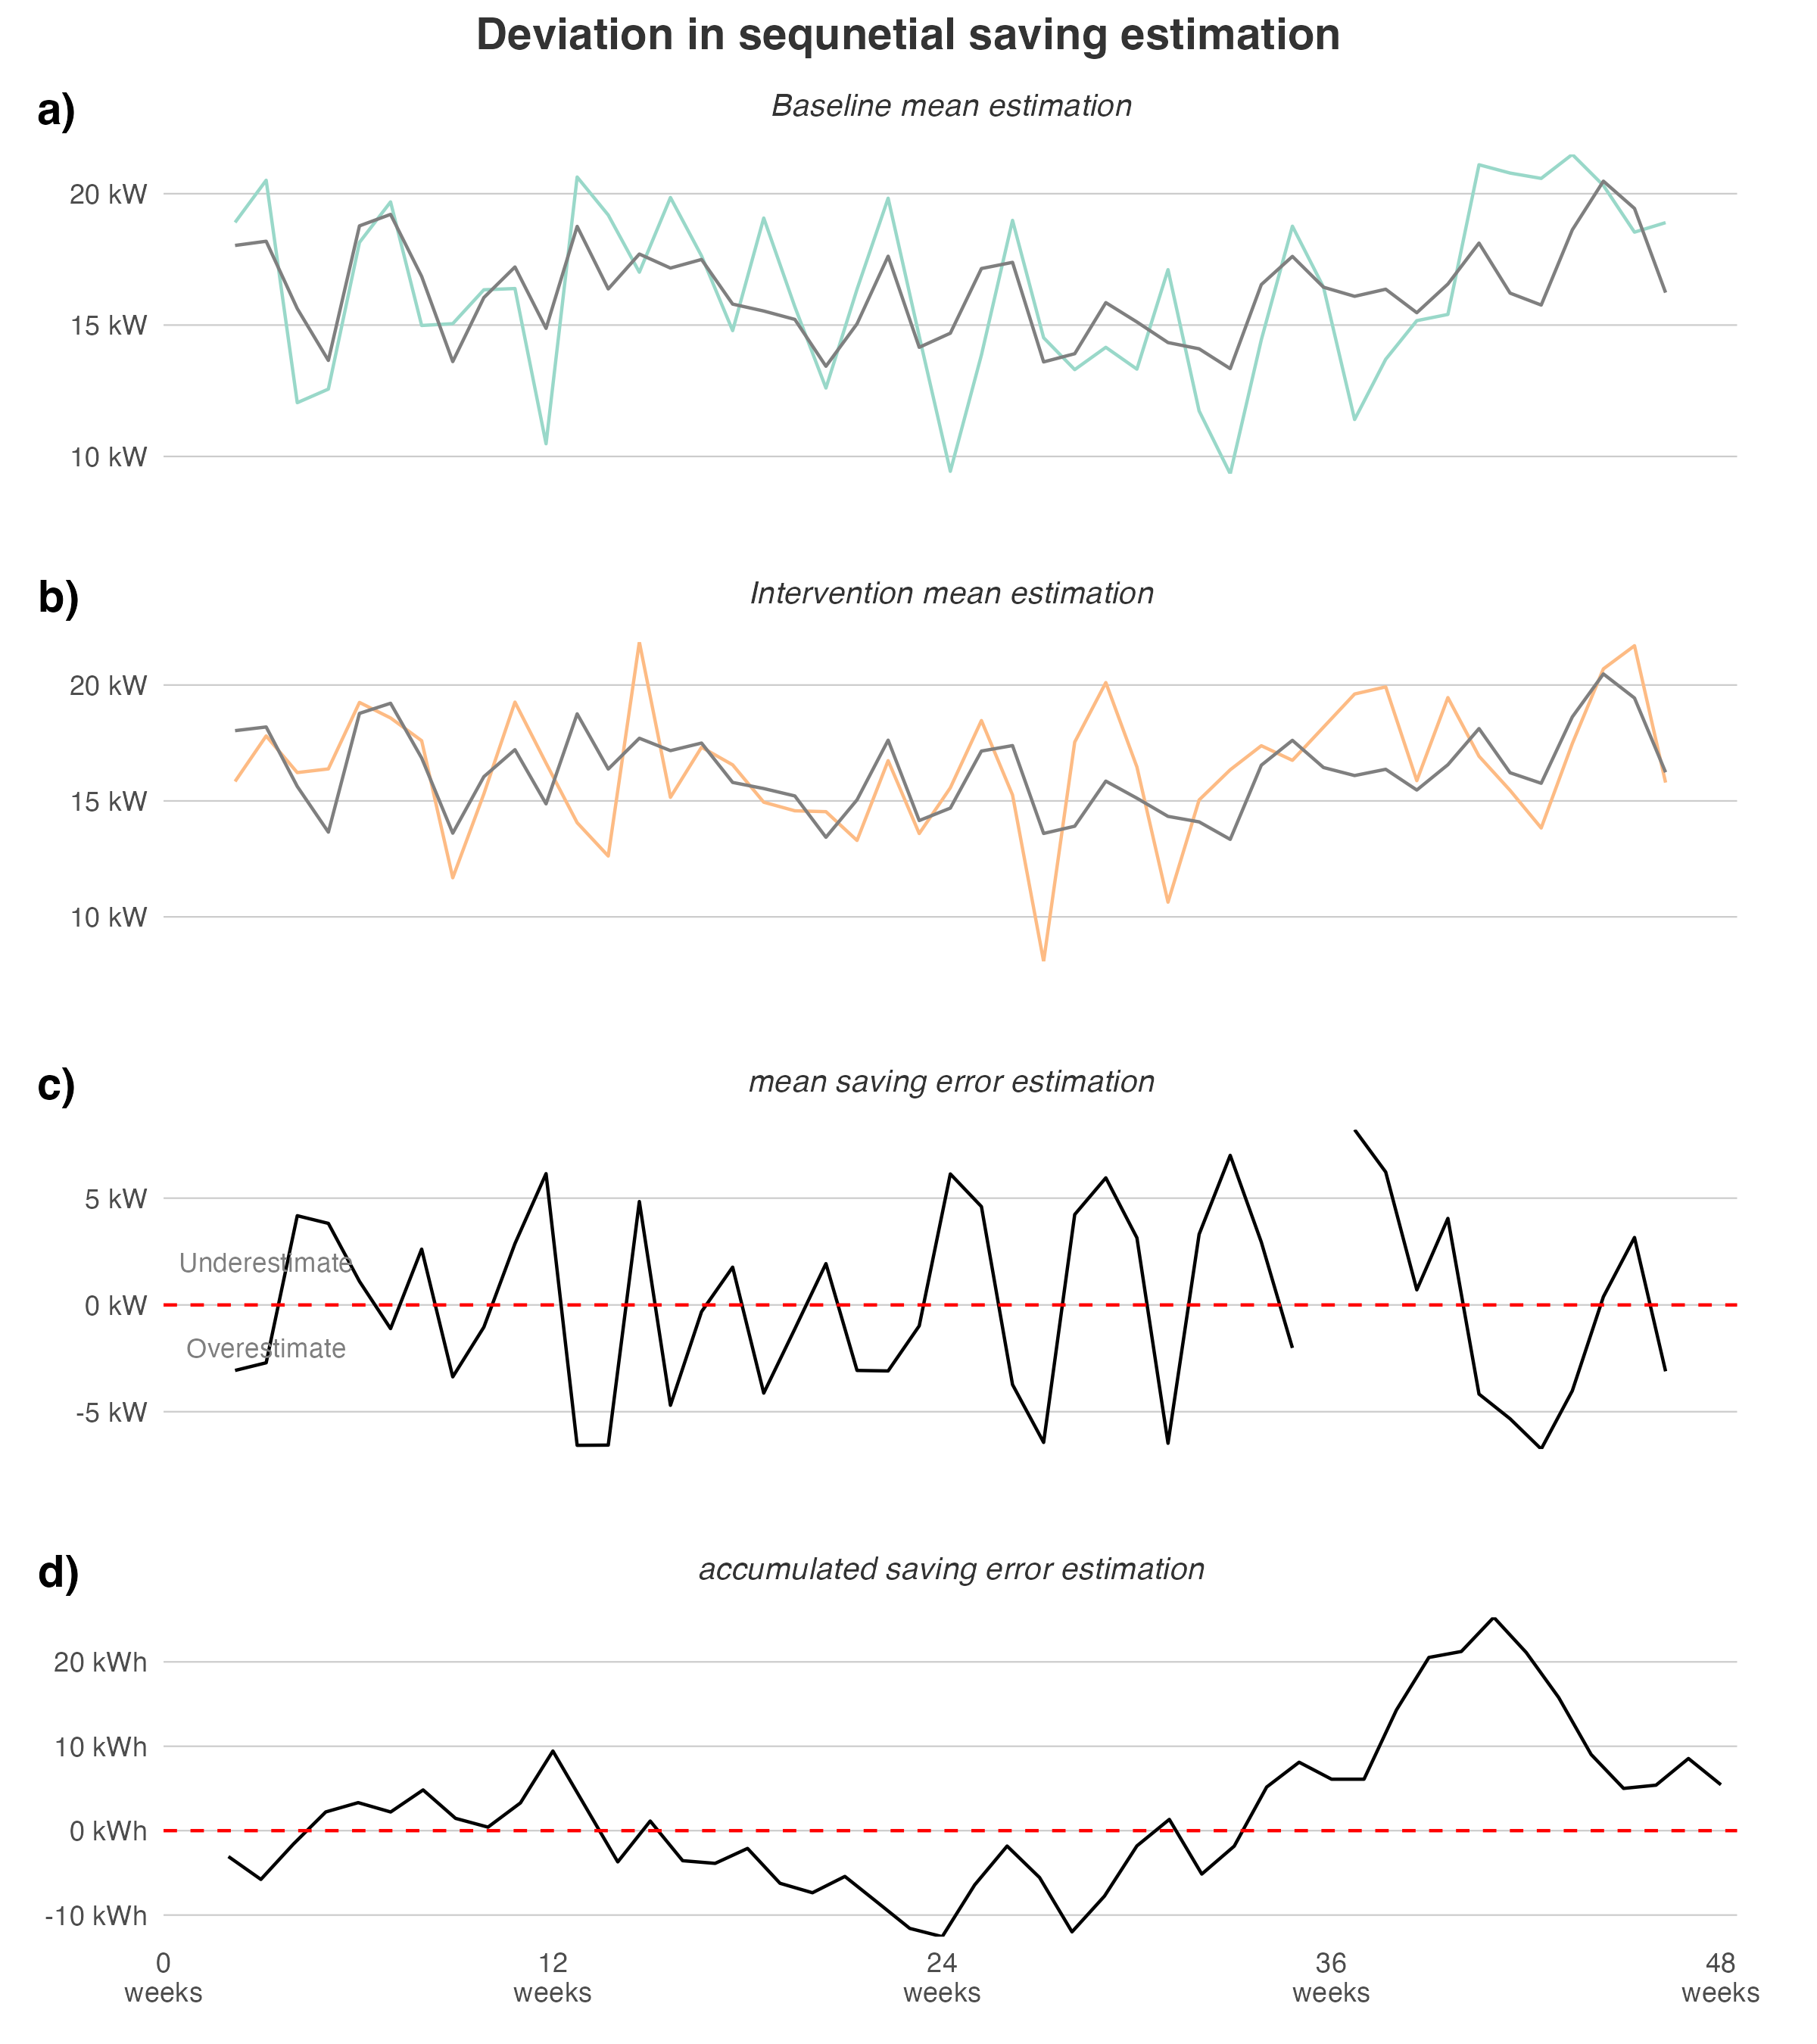 Deviation in sequnetial saving estimation
a)
Baseline mean estimation
20 kW
15 kW
10 kW
b)
Intervention mean estimation
20 kW
15 kW
10 kW
c)
mean saving error estimation
5 kW
Underestimate
0 kW
Overestimate
-5 kW
d)
accumulated saving error estimation
20 kWh
10 kWh
0 kWh
-10 kWh
0 12 24 36 48
weeks weeks weeks weeks weeks